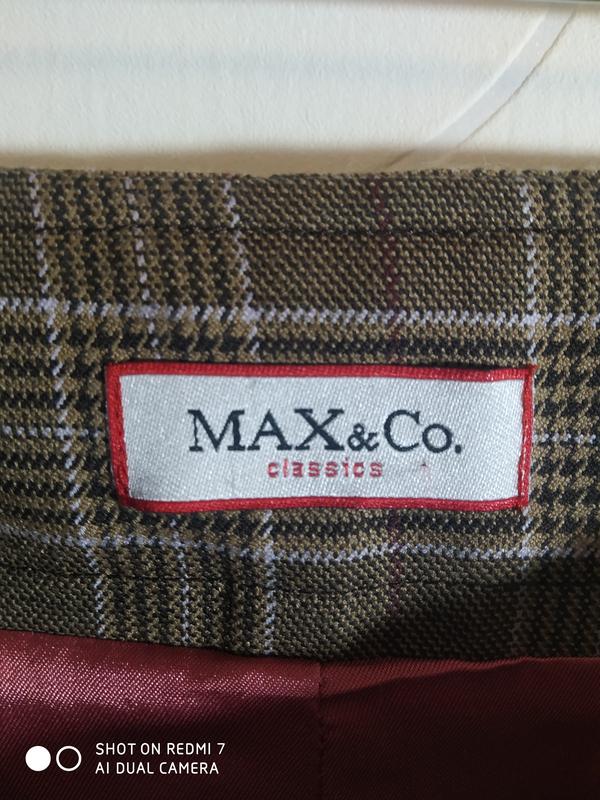 MAX&Co.
classics
SHOT ON REDMI 7
AI DUAL CAMERA